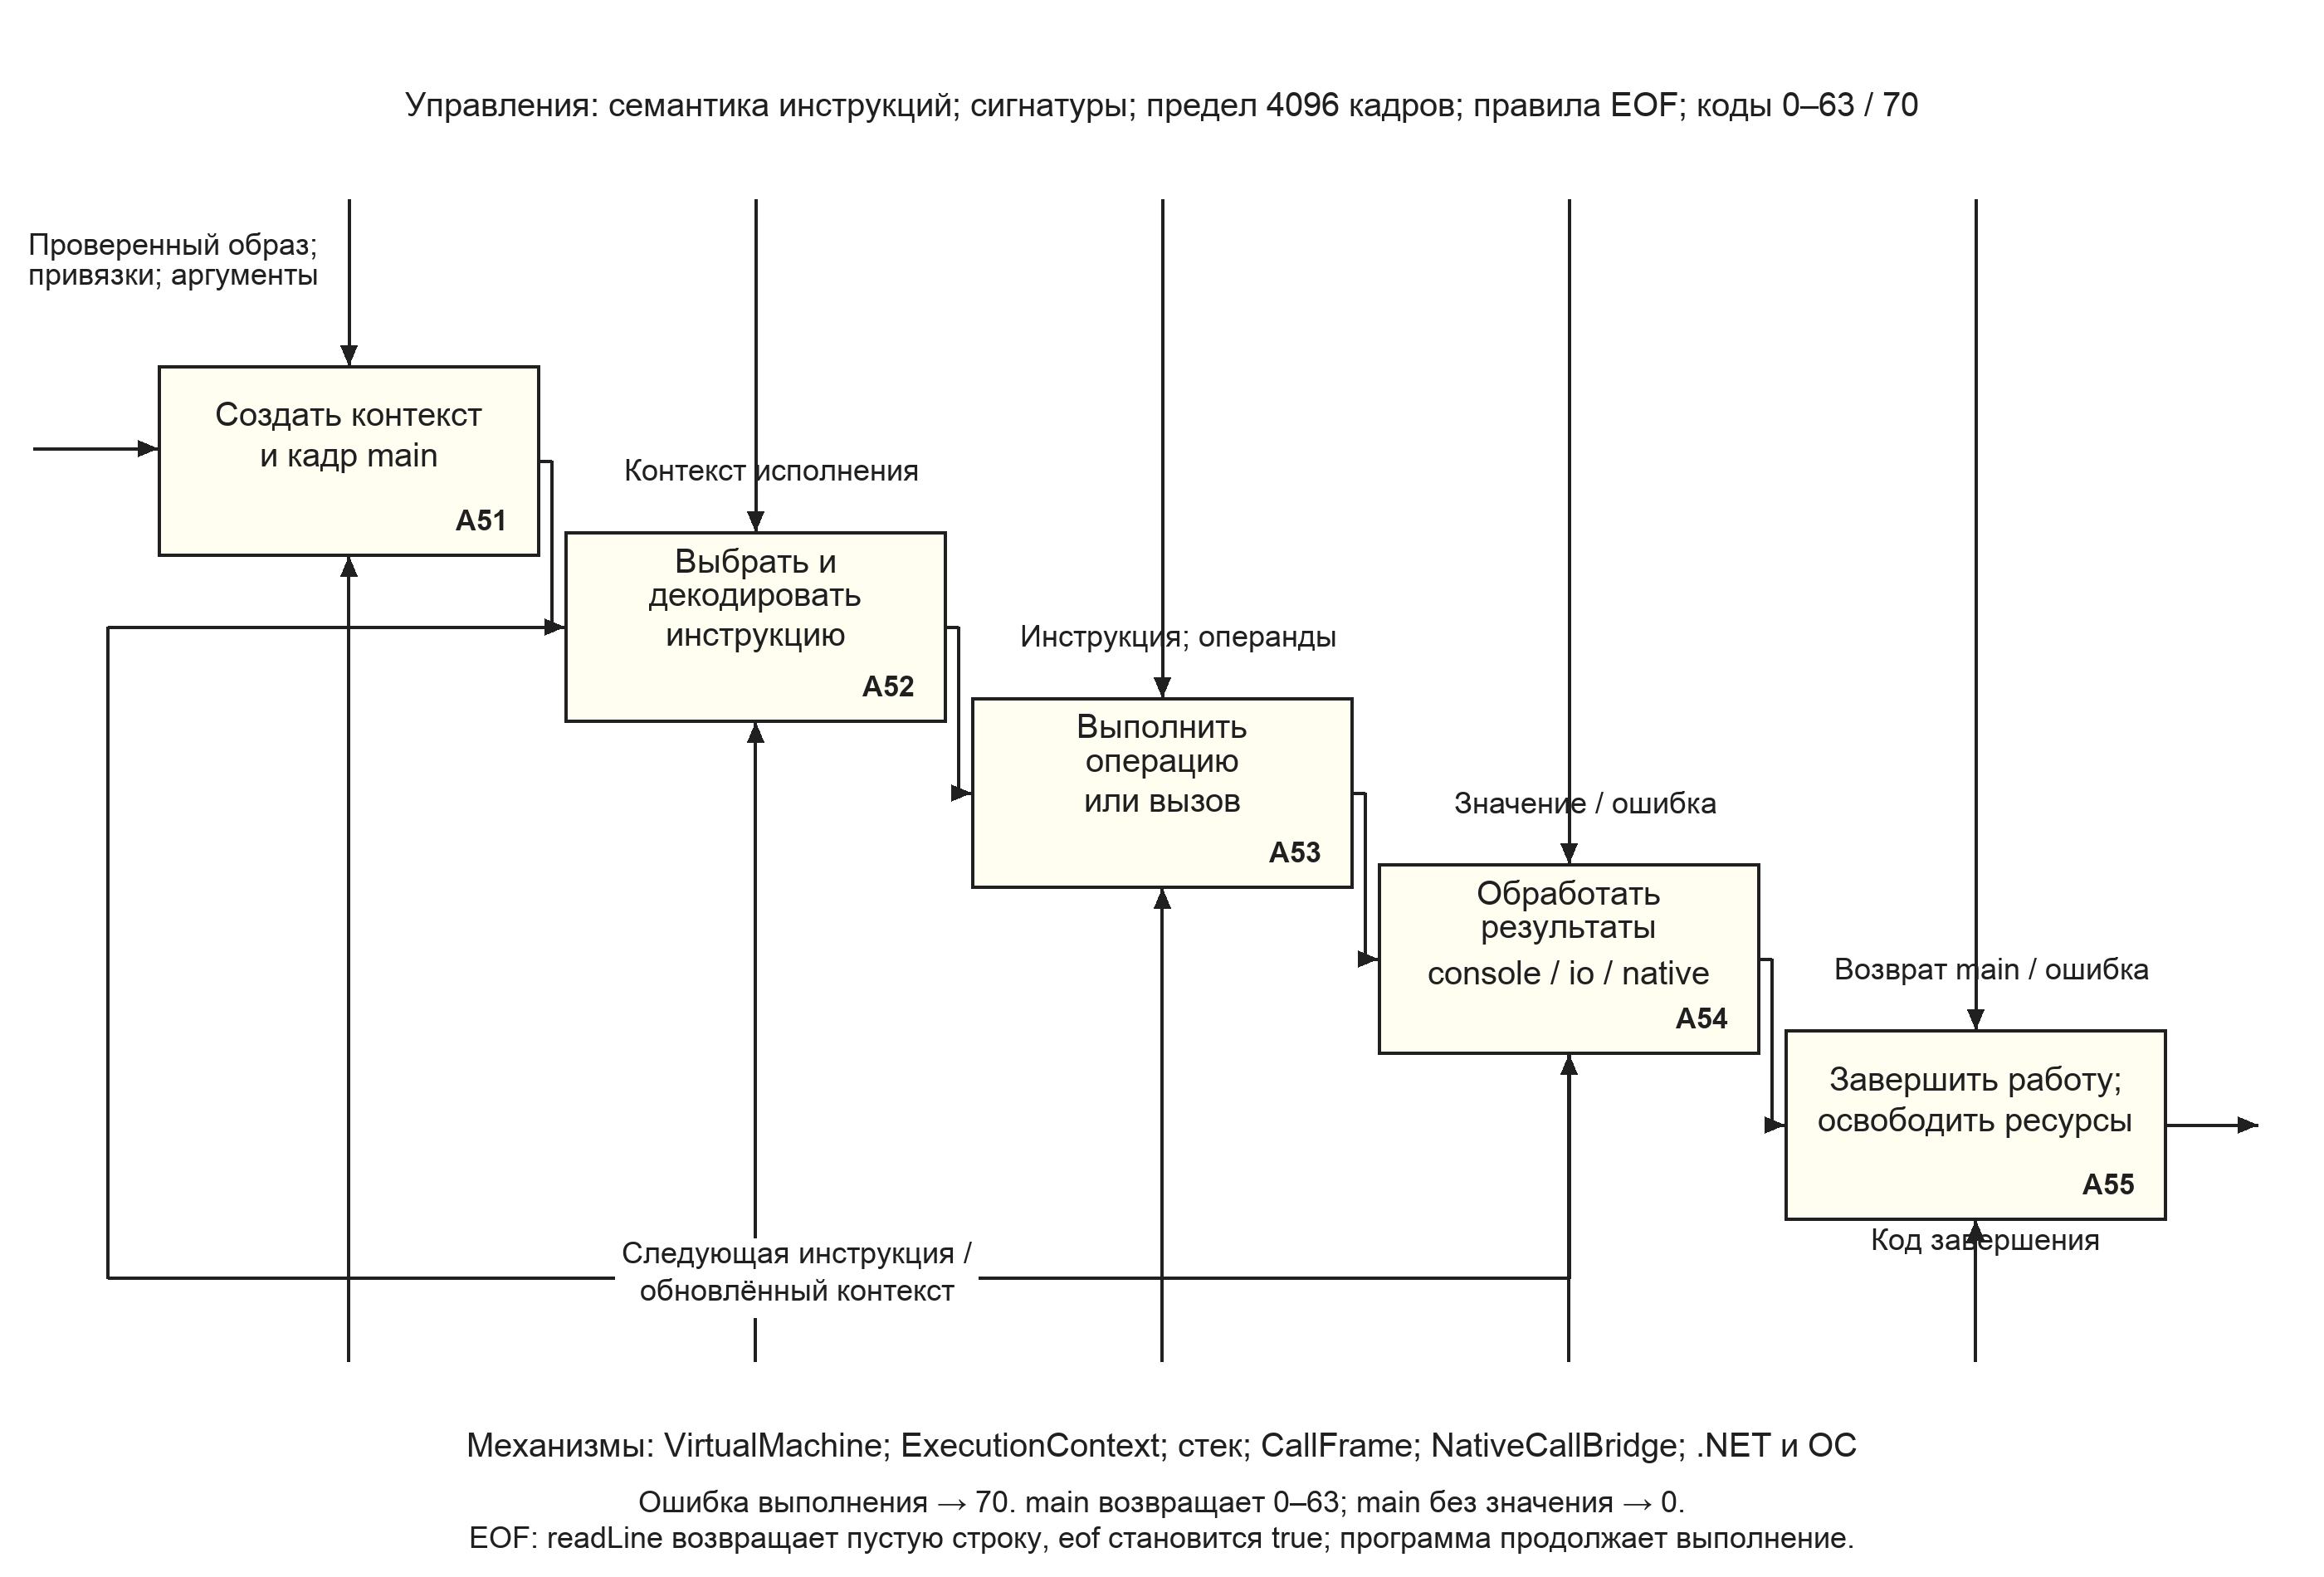 Управления: семантика инструкций; сигнатуры; предел 4096 кадров; правила EOF; коды 0–63 / 70
Проверенный образ;
привязки; аргументы
Создать контекст
и кадр main
A51
Контекст исполнения
Выбрать и
декодировать
инструкцию
A52
Инструкция; операнды
Выполнить
операцию
или вызов
A53
Значение / ошибка
Обработать
результаты
console / io / native
A54
Возврат main / ошибка
Завершить работу;
освободить ресурсы
A55
Код завершения
Следующая инструкция /
обновлённый контекст
Механизмы: VirtualMachine; ExecutionContext; стек; CallFrame; NativeCallBridge; .NET и ОС
Ошибка выполнения → 70. main возвращает 0–63; main без значения → 0.
EOF: readLine возвращает пустую строку, eof становится true; программа продолжает выполнение.